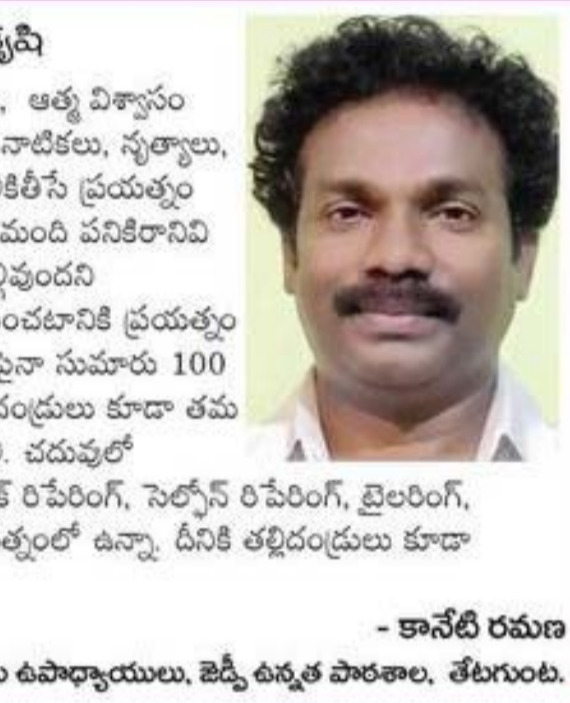 కృషి
, ఆత్మ విశ్వాసం
నాటికలు, నృత్యాలు,
కితీసే ప్రయత్నం
మంది పనికిరానివి
్గివుందని
ంచటానికి ప్రయత్నం
పైనా సుమారు 100
దండ్రులు కూడా తమ
. చదువులో
క్ రిపేరింగ్, సెల్ఫోన్ రిపేరింగ్, టైలరింగ్,
త్నంలో ఉన్నా. దీనికి తల్లిదండ్రులు కూడా
- కానేటి రమణ
ఉపాధ్యాయులు, జెడ్పీ ఉన్నత పాఠశాల, తేటగుంట.